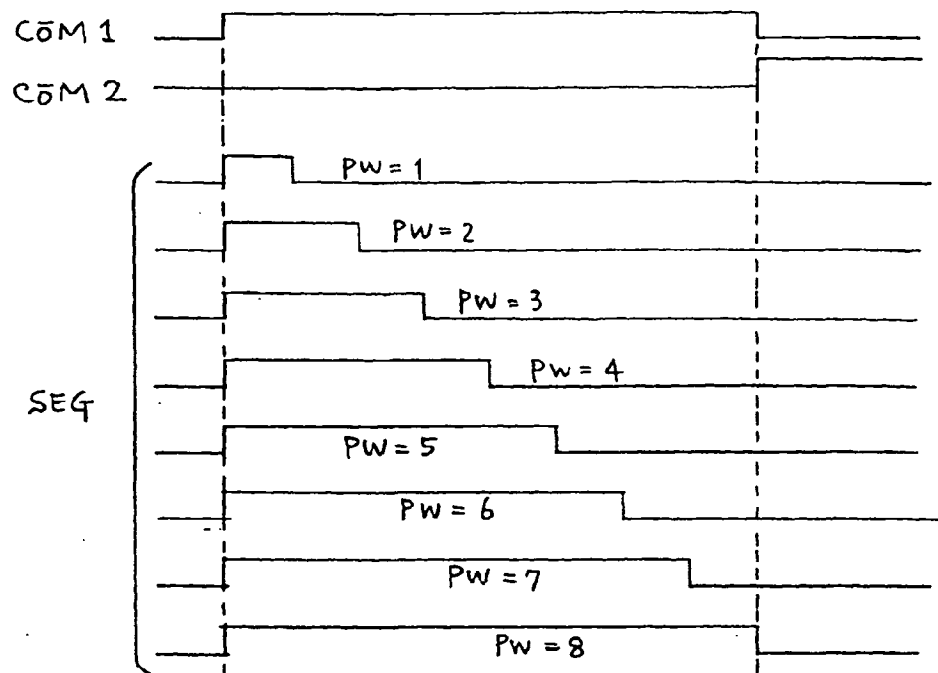 CŌM 1
CŌM 2
PW = 1
PW = 2
PW = 3
PW = 4
SEG
PW = 5
PW = 6
PW = 7
PW = 8